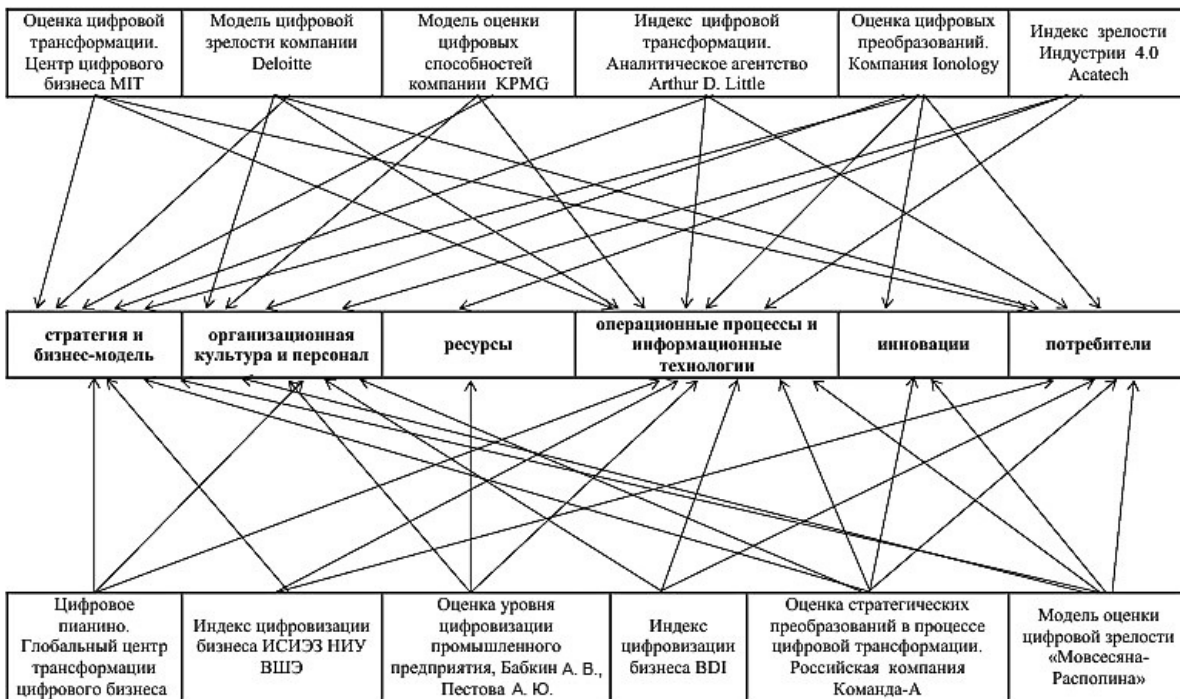 Оценка цифровой
трансформации.
Центр цифрового
бизнеса MIT
Модель цифровой
зрелости компании
Deloitte
Модель оценки
цифровых
способностей
компании KPMG
Индекс цифровой
трансформации.
Аналитическое агентство
Arthur D. Little
Оценка цифровых
преобразований.
Компания Ionology
Индекс зрелости
Индустрии 4.0
Acatech
стратегия и
бизнес-модель
организационная
культура и персонал
ресурсы
операционные процессы и
информационные
технологии
инновации
потребители
Цифровое
пианино.
Глобальный центр
трансформации
цифрового бизнеса
Индекс цифровизации
бизнеса ИСИЭЗ НИУ
ВШЭ
Оценка уровня
цифровизации
промышленного
предприятия, Бабкин А. В.,
Пестова А. Ю.
Индекс
цифровизации
бизнеса BDI
Оценка стратегических
преобразований в процессе
цифровой трансформации.
Российская компания
Команда-А
Модель оценки
цифровой зрелости
«Мовсесяна-
Распопина»